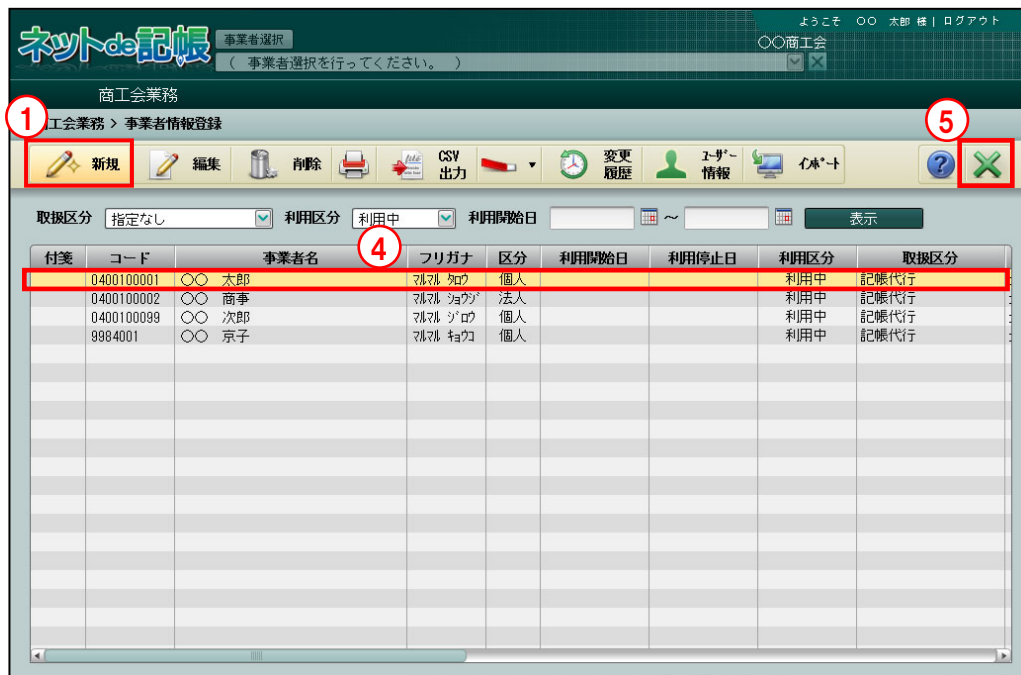 ようこそ 〇〇 太郎 様 | ログアウト
ネットde記帳
事業者選択
( 事業者選択を行ってください。 )
〇〇商工会
商工会業務
1
工会業務 > 事業者情報登録
5
新規 編集 削除 CSV出力 変更履歴 ﾕｰｻﾞｰ情報 ｲﾝﾎﾟｰﾄ ?
取扱区分 指定なし 利用区分 利用中 利用開始日 ～ 表示
4
付箋 コード 事業者名 フリガナ 区分 利用開始日 利用停止日 利用区分 取扱区分
0400100001 〇〇 太郎 ﾏﾙﾏﾙ ﾀﾛｳ 個人 利用中 記帳代行
0400100002 〇〇 商事 ﾏﾙﾏﾙ ｼｮｳｼﾞ 法人 利用中 記帳代行
0400100099 〇〇 次郎 ﾏﾙﾏﾙ ｼﾞﾛｳ 個人 利用中 記帳代行
9984001 〇〇 京子 ﾏﾙﾏﾙ ｷｮｳｺ 個人 利用中 記帳代行